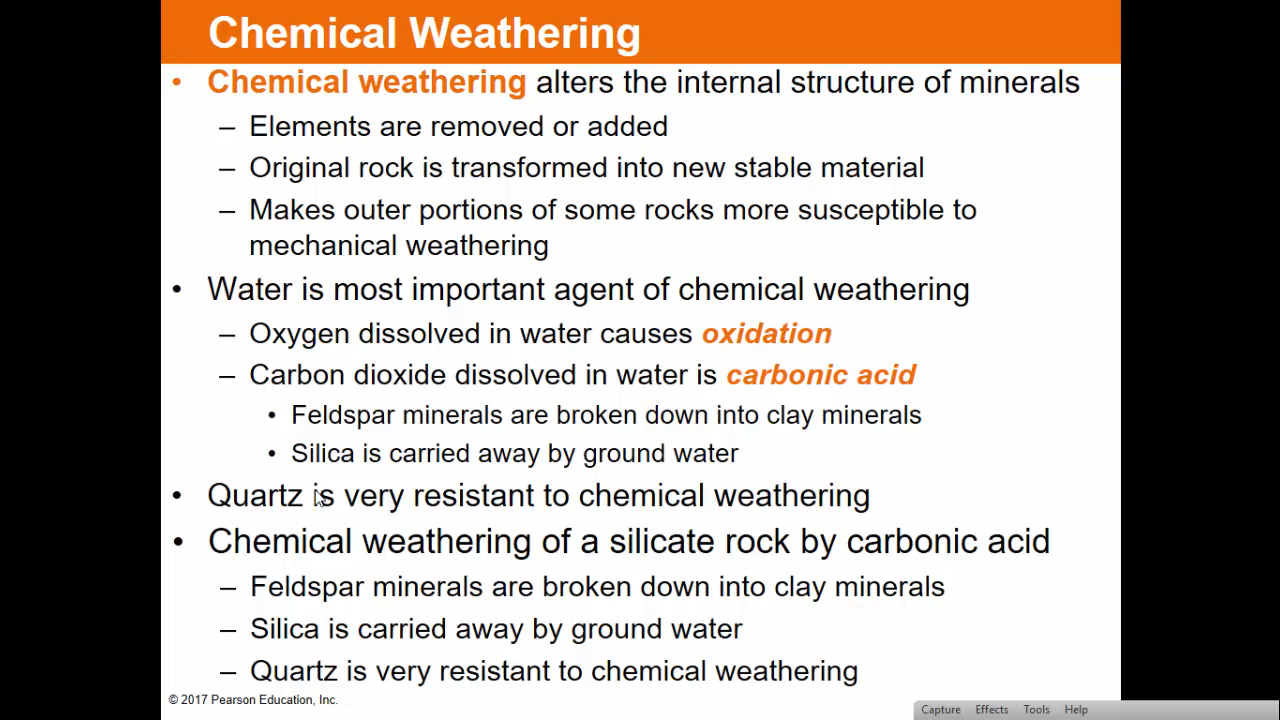 Chemical Weathering
• Chemical weathering alters the internal structure of minerals
– Elements are removed or added
– Original rock is transformed into new stable material
– Makes outer portions of some rocks more susceptible to
mechanical weathering
• Water is most important agent of chemical weathering
– Oxygen dissolved in water causes oxidation
– Carbon dioxide dissolved in water is carbonic acid
• Feldspar minerals are broken down into clay minerals
• Silica is carried away by ground water
• Quartz is very resistant to chemical weathering
• Chemical weathering of a silicate rock by carbonic acid
– Feldspar minerals are broken down into clay minerals
– Silica is carried away by ground water
– Quartz is very resistant to chemical weathering
© 2017 Pearson Education, Inc.
Capture Effects Tools Help